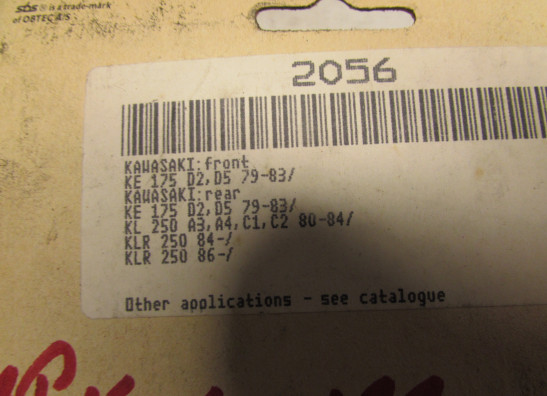 sbs ® is a trade-mark
of OBTEC A/S
2056
KAWASAKI:front
KE 175 D2,D5 79-83/
KAWASAKI:rear
KE 175 D2,D5 79-83/
KL 250 A3,A4,C1,C2 80-84/
KLR 250 84-/
KLR 250 86-/
Other applications - see catalogue